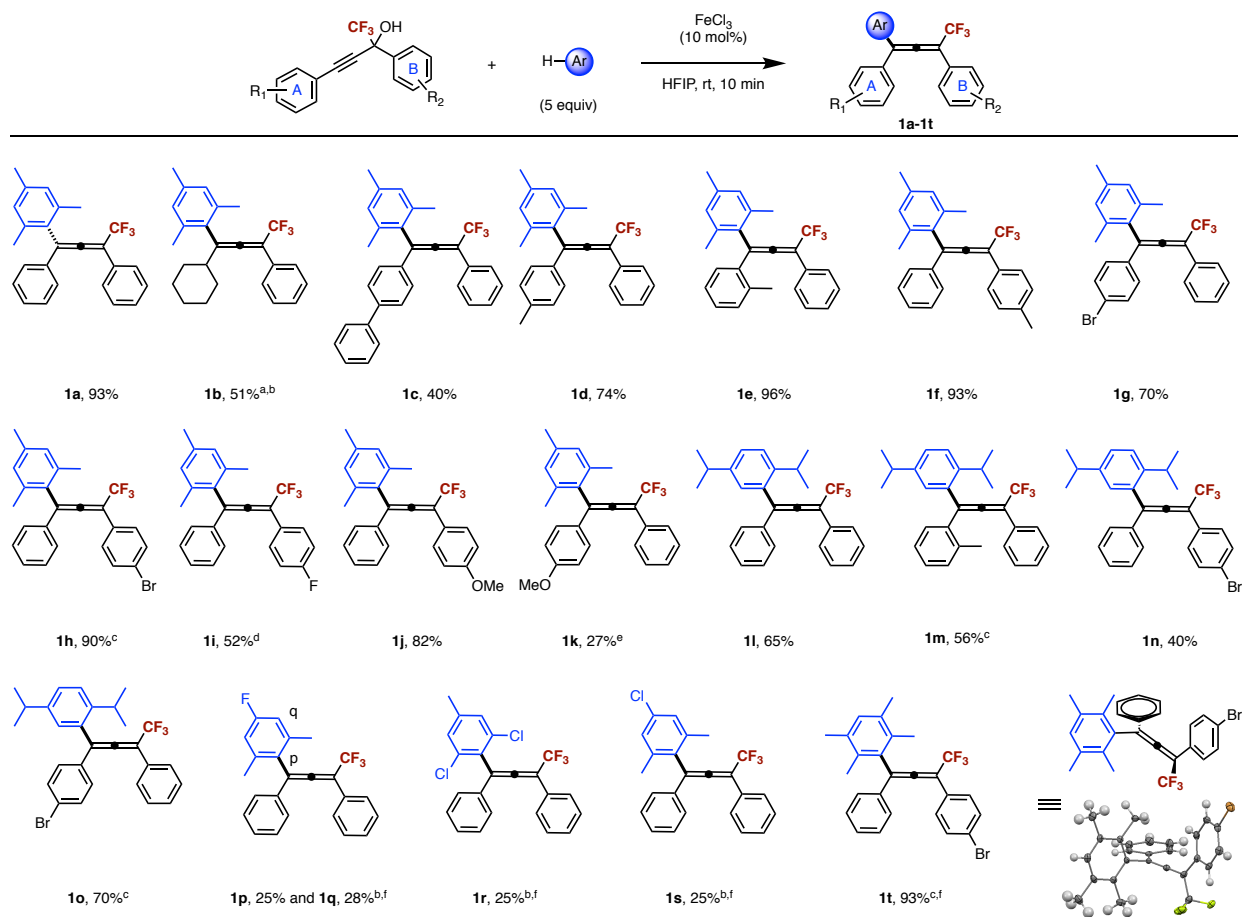 CF3 OH
FeCl3
(10 mol%)
Ar
CF3
H Ar
+
A
B
R1
R2
HFIP, rt, 10 min
(5 equiv)
A
B
R1
R2
1a-1t
CF3
CF3
CF3
CF3
CF3
CF3
CF3
Br
1a, 93%
1b, 51%a,b
1c, 40%
1d, 74%
1e, 96%
1f, 93%
1g, 70%
CF3
CF3
CF3
CF3
CF3
CF3
CF3
Br
F
OMe
MeO
Br
1h, 90%c
1i, 52%d
1j, 82%
1k, 27%e
1l, 65%
1m, 56%c
1n, 40%
F
q
Cl
Cl
Cl
p
CF3
CF3
CF3
CF3
CF3
Br
CF3
Br
Br
1o, 70%c
1p, 25% and 1q, 28%b,f
1r, 25%b,f
1s, 25%b,f
1t, 93%c,f